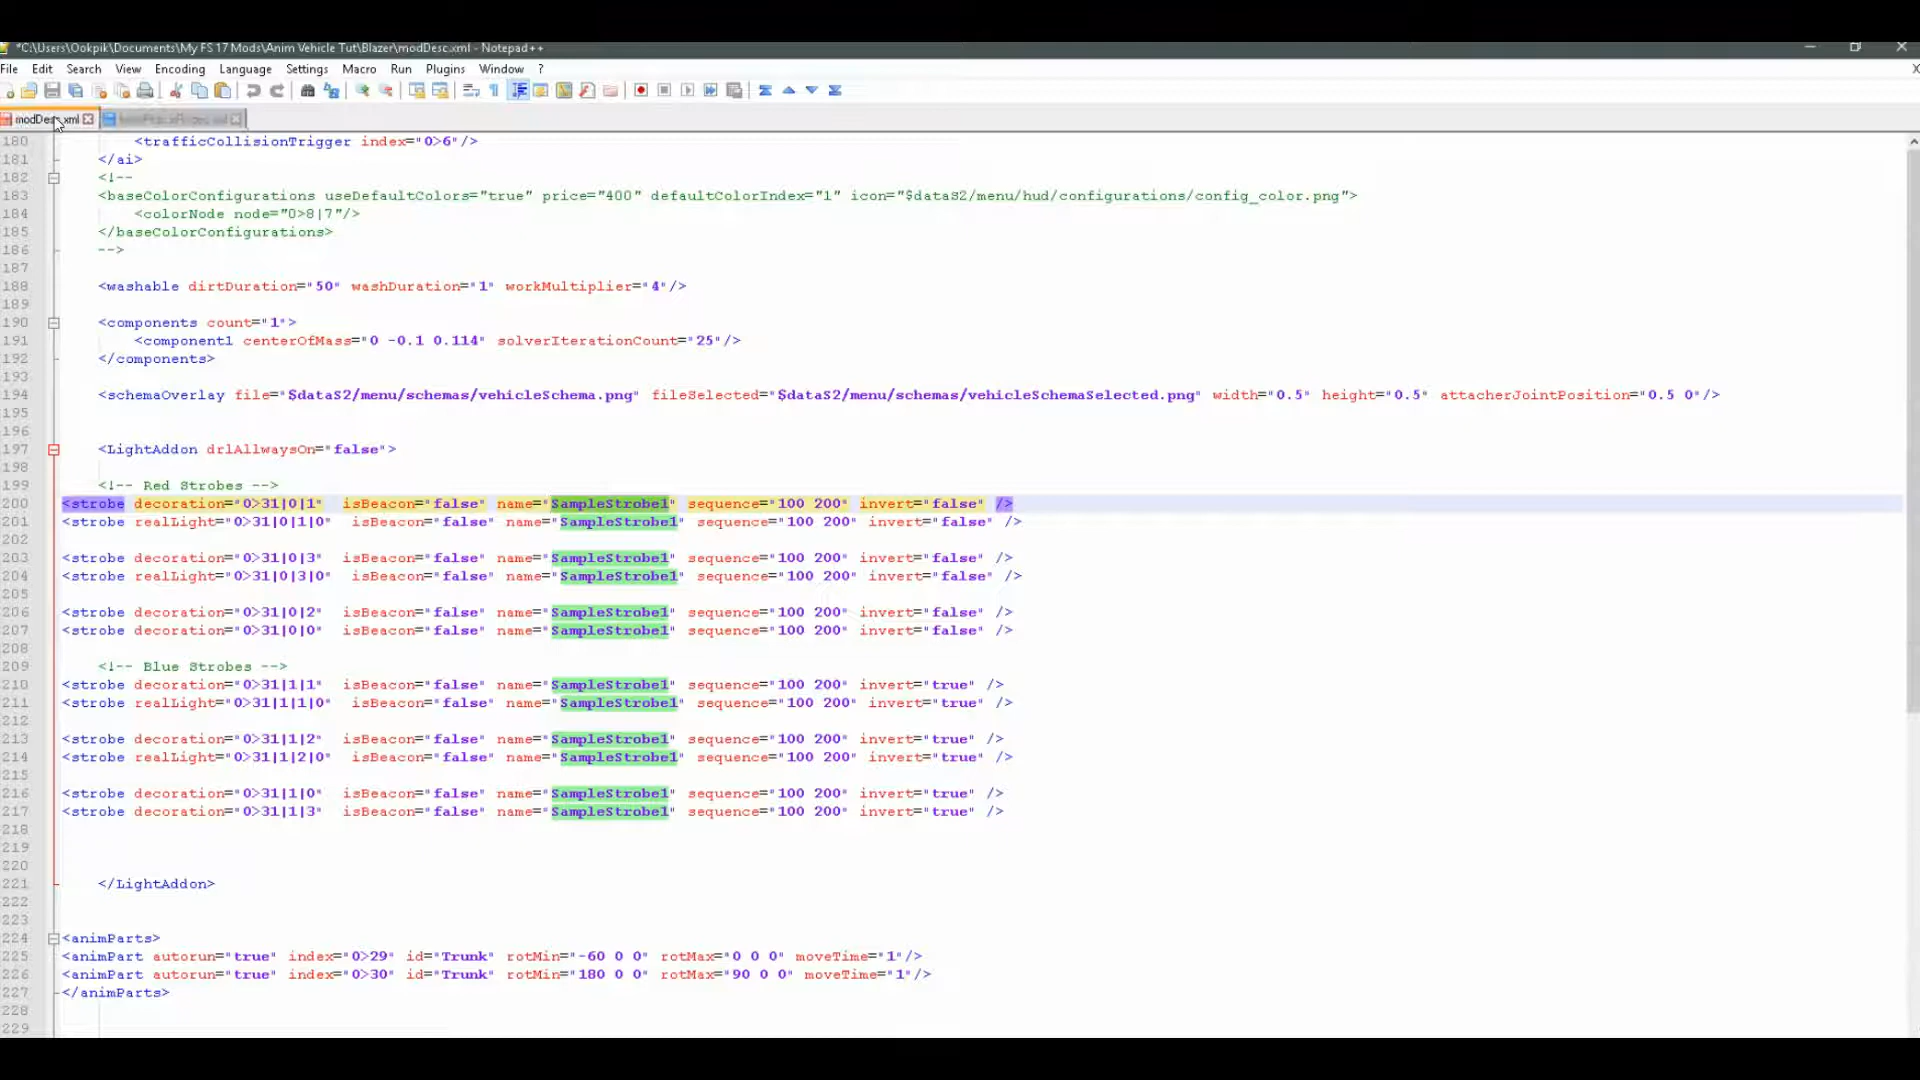 *C:\Users\Ookpik\Documents\My FS 17 Mods\Anim Vehicle Tut\Blazer\modDesc.xml - Notepad++
File Edit Search View Encoding Language Settings Macro Run Plugins Window ? X
modDesc.xml
180 <trafficCollisionTrigger index="0>6"/>
181 </ai>
182 <!--
183 <baseColorConfigurations useDefaultColors="true" price="400" defaultColorIndex="1" icon="$dataS2/menu/hud/configurations/config_color.png">
184 <colorNode node="0>8|7"/>
185 </baseColorConfigurations>
186 -->
187
188 <washable dirtDuration="50" washDuration="1" workMultiplier="4"/>
189
190 <components count="1">
191 <component1 centerOfMass="0 -0.1 0.114" solverIterationCount="25"/>
192 </components>
193
194 <schemaOverlay file="$dataS2/menu/schemas/vehicleSchema.png" fileSelected="$dataS2/menu/schemas/vehicleSchemaSelected.png" width="0.5" height="0.5" attacherJointPosition="0.5 0"/>
195
196
197 <LightAddon drlAllwaysOn="false">
198
199 <!-- Red Strobes -->
200 <strobe decoration="0>31|0|1" isBeacon="false" name="SampleStrobe1" sequence="100 200" invert="false" />
201 <strobe realLight="0>31|0|1|0" isBeacon="false" name="SampleStrobe1" sequence="100 200" invert="false" />
202
203 <strobe decoration="0>31|0|3" isBeacon="false" name="SampleStrobe1" sequence="100 200" invert="false" />
204 <strobe realLight="0>31|0|3|0" isBeacon="false" name="SampleStrobe1" sequence="100 200" invert="false" />
205
206 <strobe decoration="0>31|0|2" isBeacon="false" name="SampleStrobe1" sequence="100 200" invert="false" />
207 <strobe decoration="0>31|0|0" isBeacon="false" name="SampleStrobe1" sequence="100 200" invert="false" />
208
209 <!-- Blue Strobes -->
210 <strobe decoration="0>31|1|1" isBeacon="false" name="SampleStrobe1" sequence="100 200" invert="true" />
211 <strobe realLight="0>31|1|1|0" isBeacon="false" name="SampleStrobe1" sequence="100 200" invert="true" />
212
213 <strobe decoration="0>31|1|2" isBeacon="false" name="SampleStrobe1" sequence="100 200" invert="true" />
214 <strobe realLight="0>31|1|2|0" isBeacon="false" name="SampleStrobe1" sequence="100 200" invert="true" />
215
216 <strobe decoration="0>31|1|0" isBeacon="false" name="SampleStrobe1" sequence="100 200" invert="true" />
217 <strobe decoration="0>31|1|3" isBeacon="false" name="SampleStrobe1" sequence="100 200" invert="true" />
218
219
220
221 </LightAddon>
222
223
224 <animParts>
225 <animPart autorun="true" index="0>29" id="Trunk" rotMin="-60 0 0" rotMax="0 0 0" moveTime="1"/>
226 <animPart autorun="true" index="0>30" id="Trunk" rotMin="180 0 0" rotMax="90 0 0" moveTime="1"/>
227 </animParts>
228
229